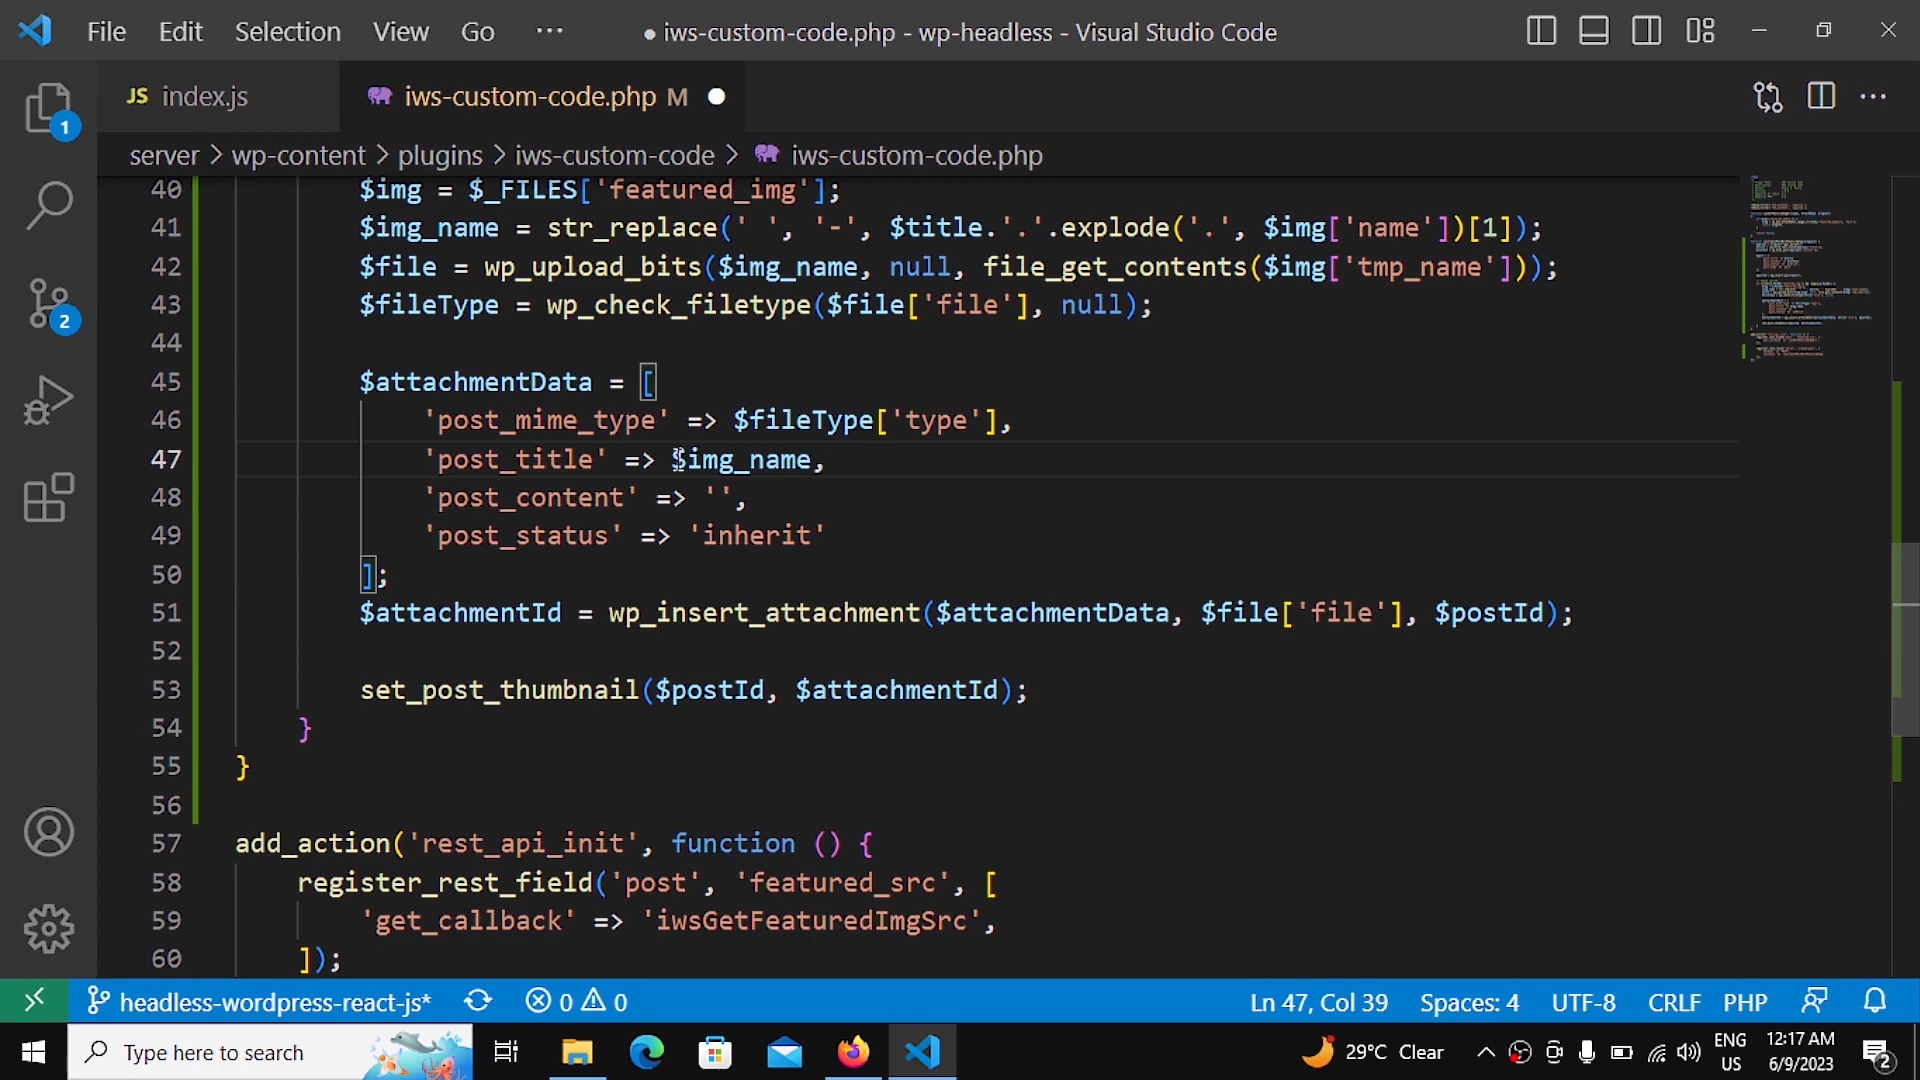 File Edit Selection View Go ··· ● iws-custom-code.php - wp-headless - Visual Studio Code
JS index.js iws-custom-code.php M ●
server > wp-content > plugins > iws-custom-code > iws-custom-code.php
40 $img = $_FILES['featured_img'];
41 $img_name = str_replace(' ', '-', $title.'.'.explode('.', $img['name'])[1]);
42 $file = wp_upload_bits($img_name, null, file_get_contents($img['tmp_name']));
43 $fileType = wp_check_filetype($file['file'], null);
44
45 $attachmentData = [
46 'post_mime_type' => $fileType['type'],
47 'post_title' => $img_name,
48 'post_content' => '',
49 'post_status' => 'inherit'
50 ];
51 $attachmentId = wp_insert_attachment($attachmentData, $file['file'], $postId);
52
53 set_post_thumbnail($postId, $attachmentId);
54 }
55 }
56
57 add_action('rest_api_init', function () {
58 register_rest_field('post', 'featured_src', [
59 'get_callback' => 'iwsGetFeaturedImgSrc',
60 ]);
1
2
headless-wordpress-react-js* 0 0 Ln 47, Col 39 Spaces: 4 UTF-8 CRLF PHP
Type here to search 29°C Clear ENG US 12:17 AM 6/9/2023 2